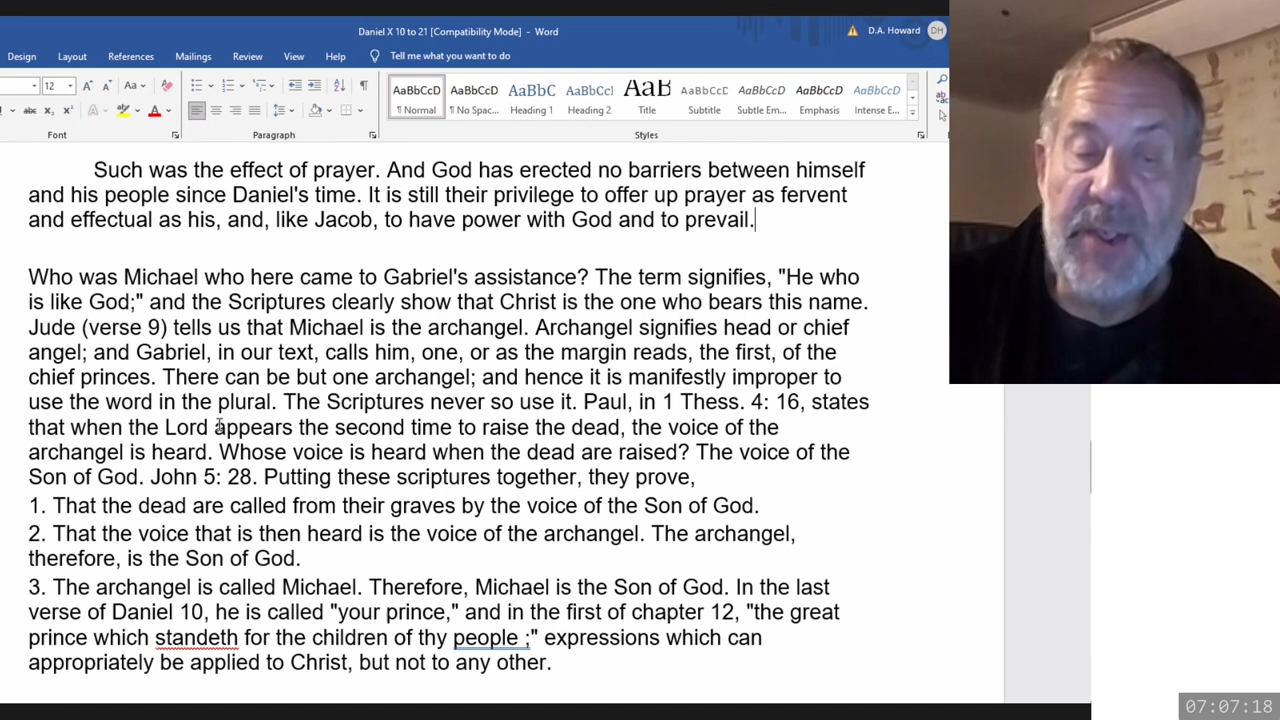 Daniel X 10 to 21 [Compatibility Mode] - Word
D.A. Howard
DH
Design Layout References Mailings Review View Help Tell me what you want to do
12
Aa
AaBbCcD AaBbCcD AaBbC AaBbCc AaB AaBbCcD AaBbCcD AaBbCcD AaBbCcD
¶ Normal ¶ No Spac... Heading 1 Heading 2 Title Subtitle Subtle Em... Emphasis Intense E...
Font Paragraph Styles
Such was the effect of prayer. And God has erected no barriers between himself
and his people since Daniel's time. It is still their privilege to offer up prayer as fervent
and effectual as his, and, like Jacob, to have power with God and to prevail.
Who was Michael who here came to Gabriel's assistance? The term signifies, "He who
is like God;" and the Scriptures clearly show that Christ is the one who bears this name.
Jude (verse 9) tells us that Michael is the archangel. Archangel signifies head or chief
angel; and Gabriel, in our text, calls him, one, or as the margin reads, the first, of the
chief princes. There can be but one archangel; and hence it is manifestly improper to
use the word in the plural. The Scriptures never so use it. Paul, in 1 Thess. 4: 16, states
that when the Lord appears the second time to raise the dead, the voice of the
archangel is heard. Whose voice is heard when the dead are raised? The voice of the
Son of God. John 5: 28. Putting these scriptures together, they prove,
1. That the dead are called from their graves by the voice of the Son of God.
2. That the voice that is then heard is the voice of the archangel. The archangel,
therefore, is the Son of God.
3. The archangel is called Michael. Therefore, Michael is the Son of God. In the last
verse of Daniel 10, he is called "your prince," and in the first of chapter 12, "the great
prince which standeth for the children of thy people ;" expressions which can
appropriately be applied to Christ, but not to any other.
07:07:18